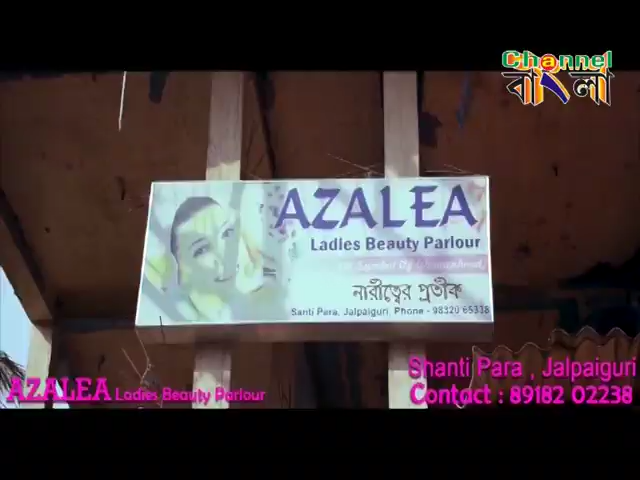 Channel
বাংলা
AZALEA
Ladies Beauty Parlour
নারীত্বের প্রতীক
Santi Para, Jalpaiguri, Phone - 98320 65338
Shanti Para , Jalpaiguri
AZALEA Ladies Beauty Parlour
Contact : 89182 02238